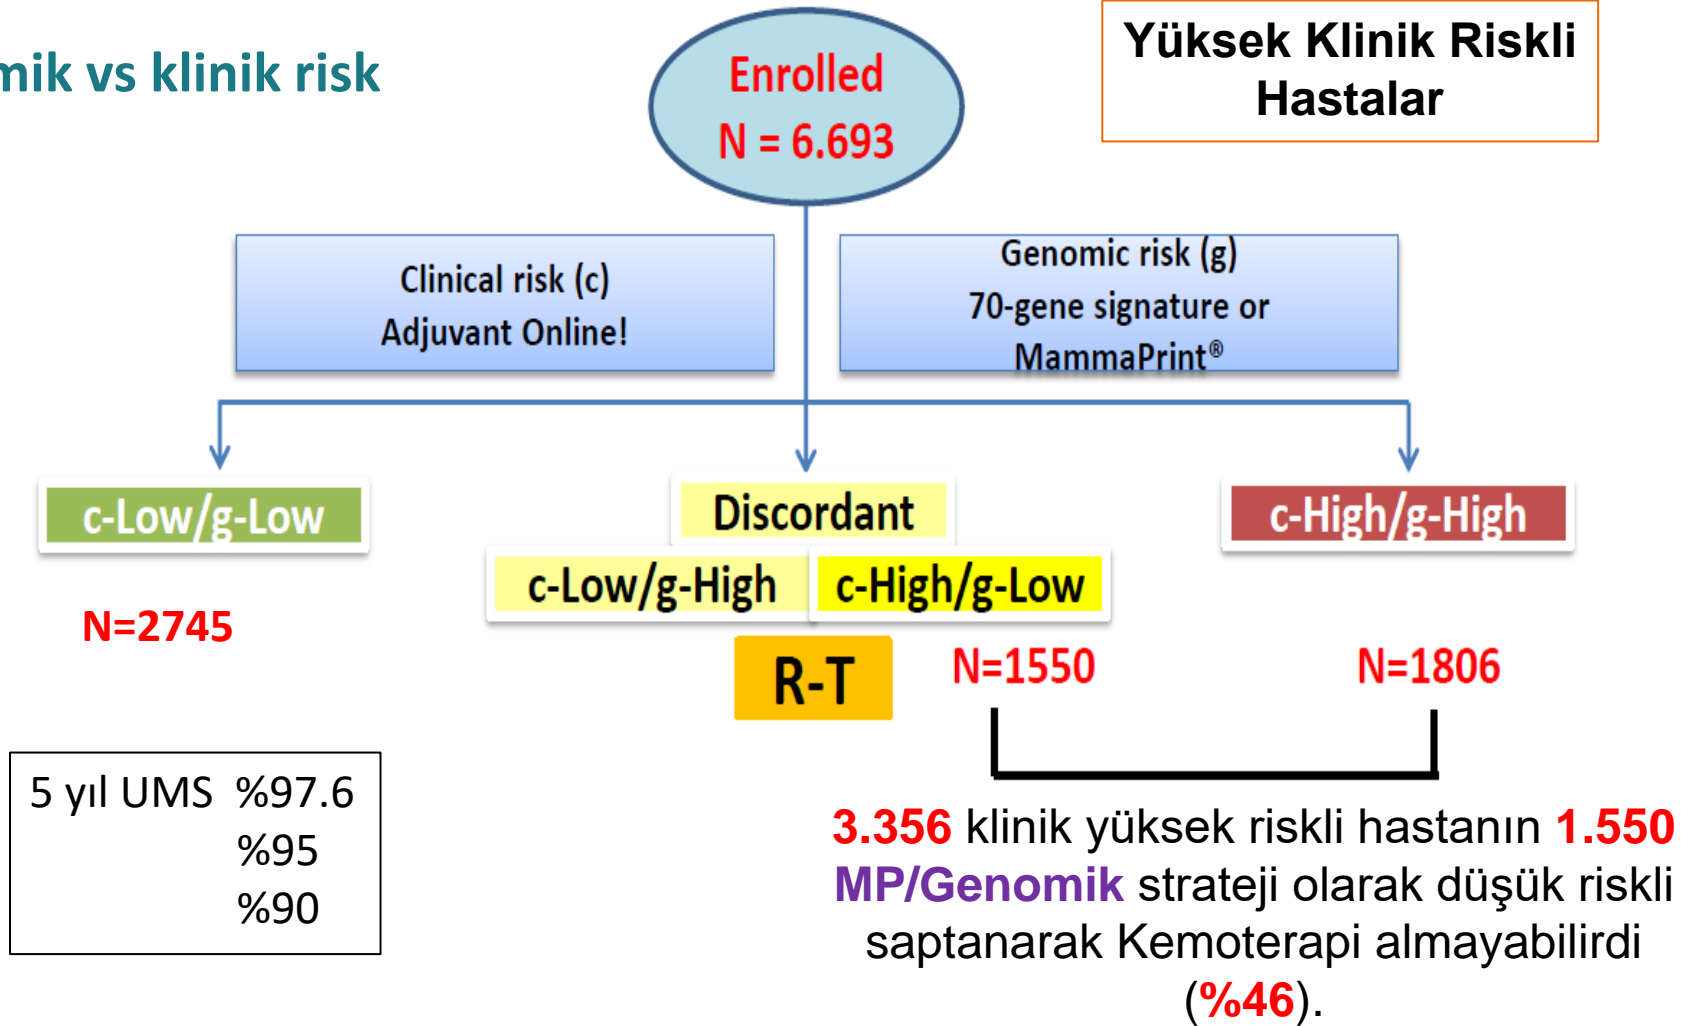 mik vs klinik risk
Enrolled
N = 6.693
Yüksek Klinik Riskli
Hastalar
Clinical risk (c)
Adjuvant Online!
Genomic risk (g)
70-gene signature or
MammaPrint®
c-Low/g-Low
Discordant
c-High/g-High
c-Low/g-High
c-High/g-Low
N=2745
R-T
N=1550
N=1806
5 yıl UMS %97.6
%95
%90
3.356 klinik yüksek riskli hastanın 1.550
MP/Genomik strateji olarak düşük riskli
saptanarak Kemoterapi almayabilirdi
(%46).